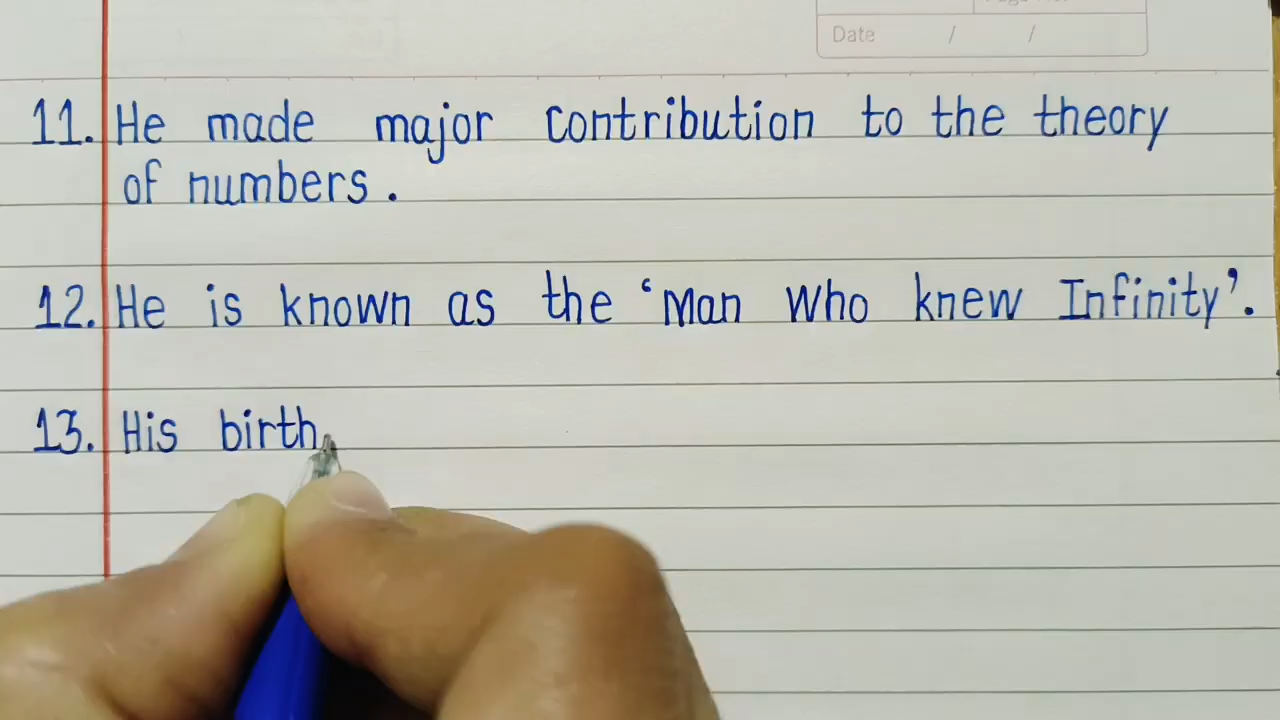 Date / /
11. He made major contribution to the theory
of numbers.
12. He is known as the ‘Man Who knew Infinity’.
13. His birth